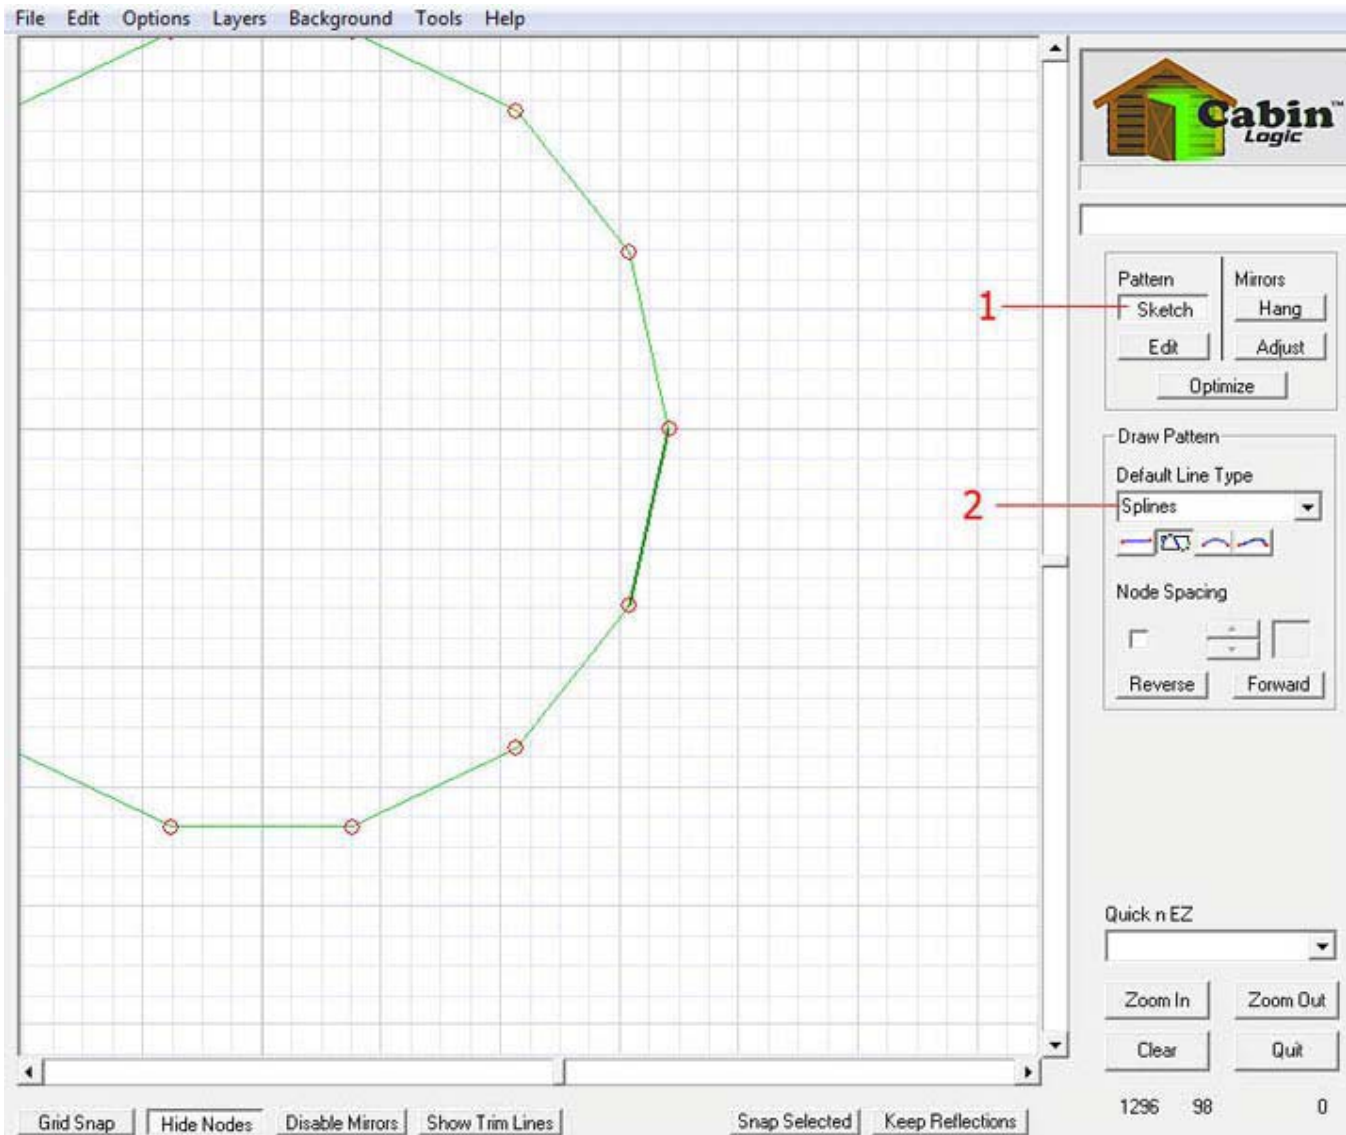 File Edit Options Layers Background Tools Help
Cabin™
Logic
Pattern
Mirrors
1
Sketch
Hang
Edit
Adjust
Optimize
Draw Pattern
Default Line Type
2
Splines
Node Spacing
Reverse
Forward
Quick n EZ
Zoom In
Zoom Out
Clear
Quit
1296 98 0
Grid Snap
Hide Nodes
Disable Mirrors
Show Trim Lines
Snap Selected
Keep Reflections